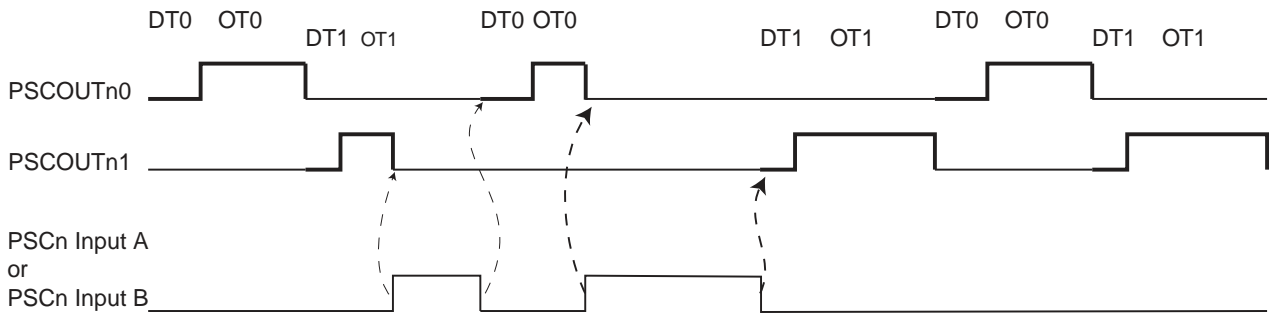 DT0 OT0 DT0 OT0 DT0 OT0
DT1 OT1 DT1 OT1 DT1 OT1
PSCOUTn0
PSCOUTn1
PSCn Input A
or
PSCn Input B